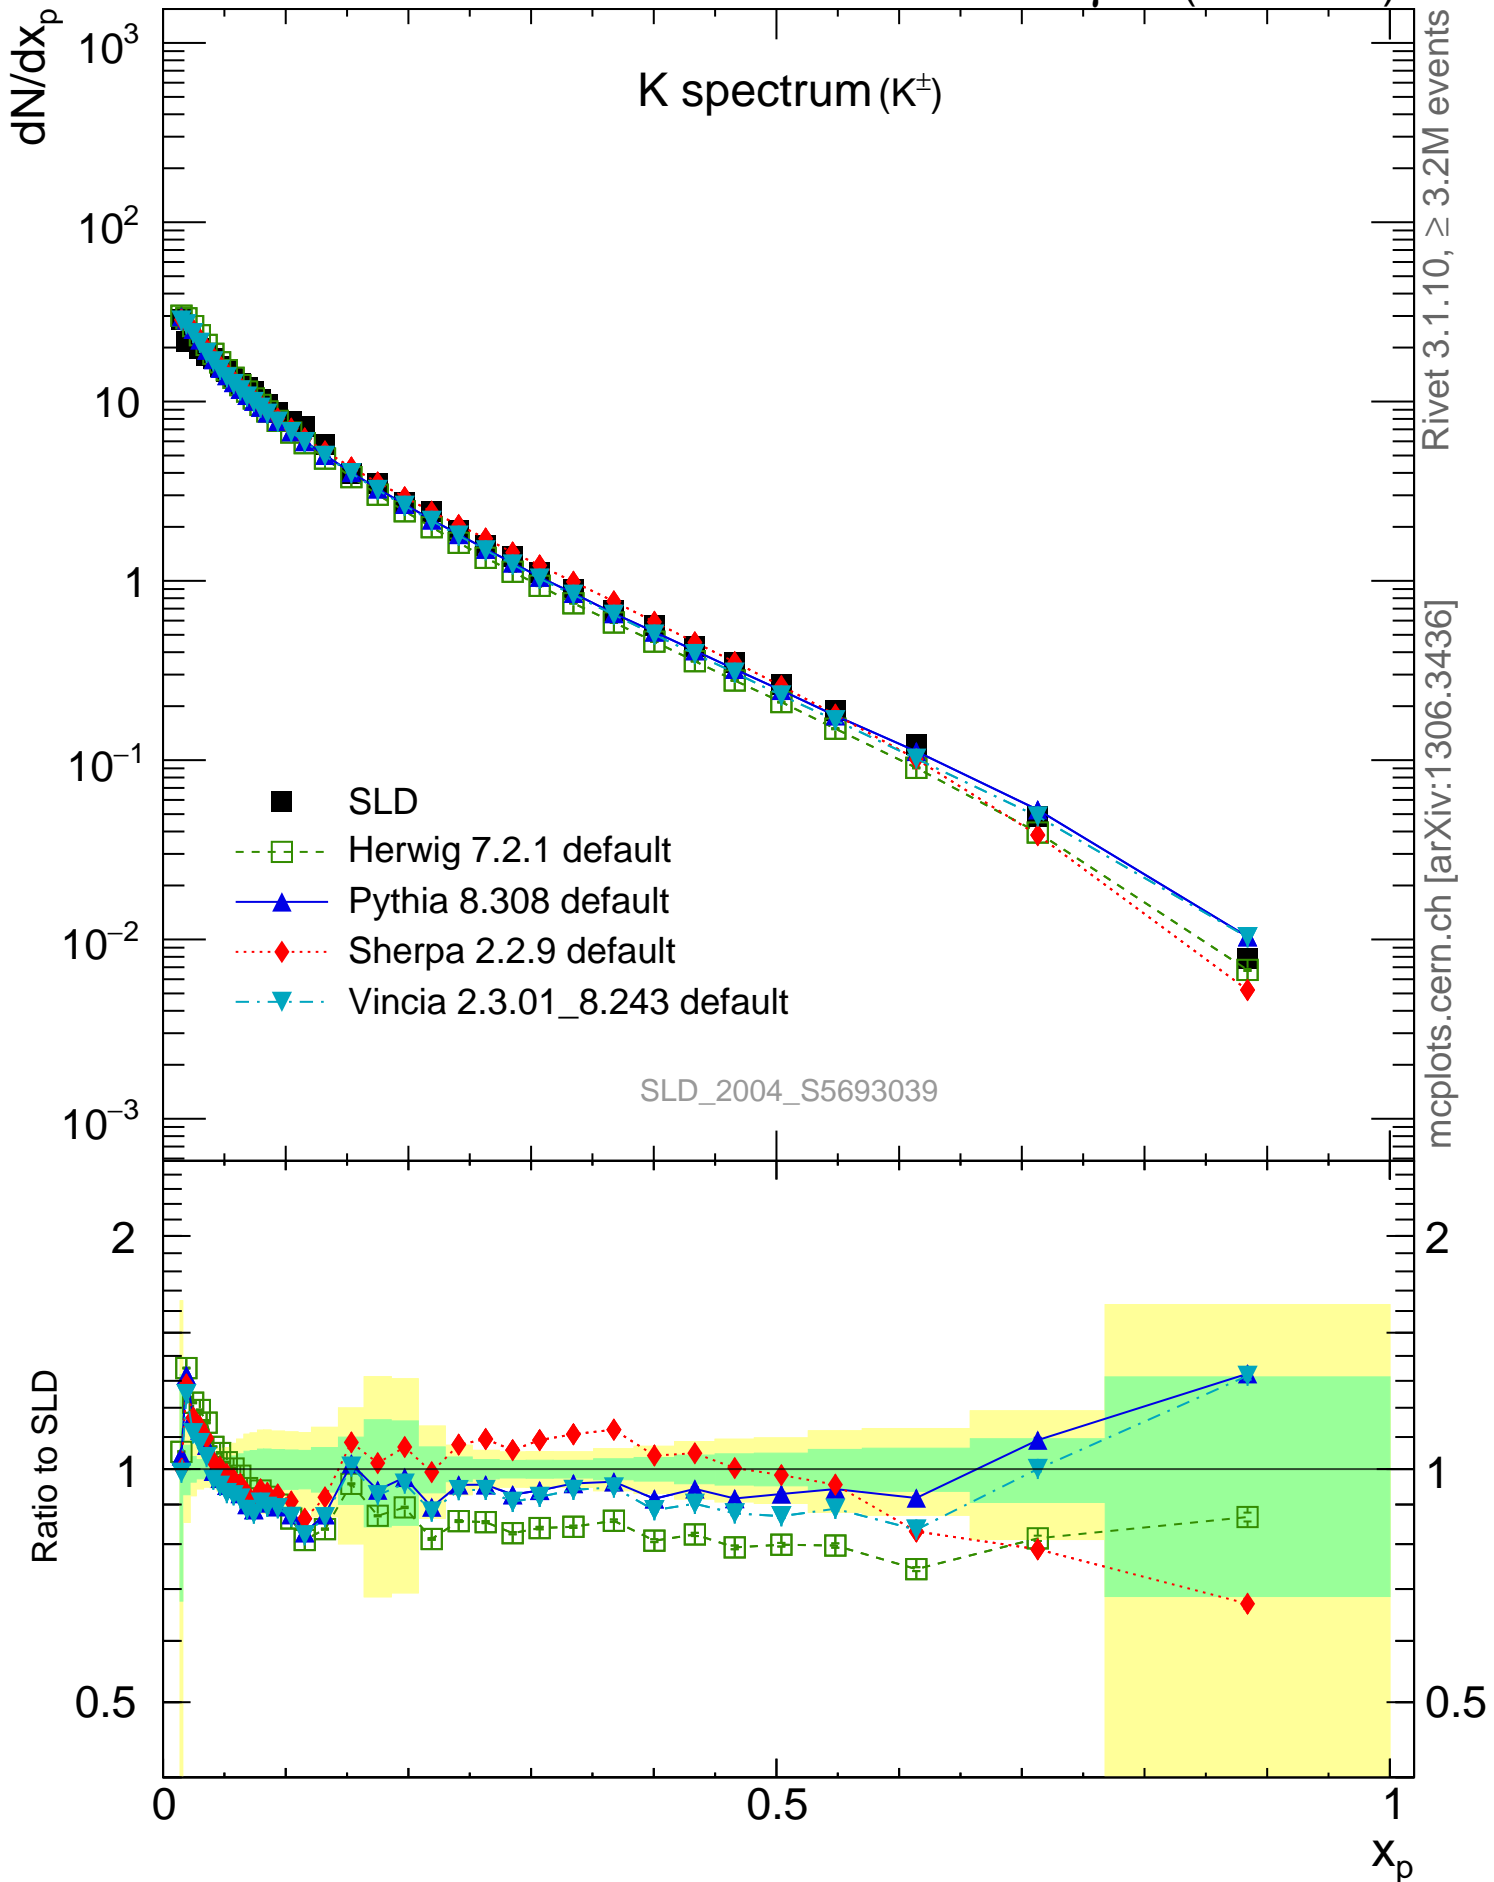 dN/dx_p
K spectrum (K^±)
10^3
10^2
10
1
10^−1
10^−2
10^−3
SLD
Herwig 7.2.1 default
Pythia 8.308 default
Sherpa 2.2.9 default
Vincia 2.3.01_8.243 default
SLD_2004_S5693039
Rivet 3.1.10, ≥ 3.2M events
mcplots.cern.ch [arXiv:1306.3436]
Ratio to SLD
2
1
0.5
2
1
0.5
0
0.5
1
x_p